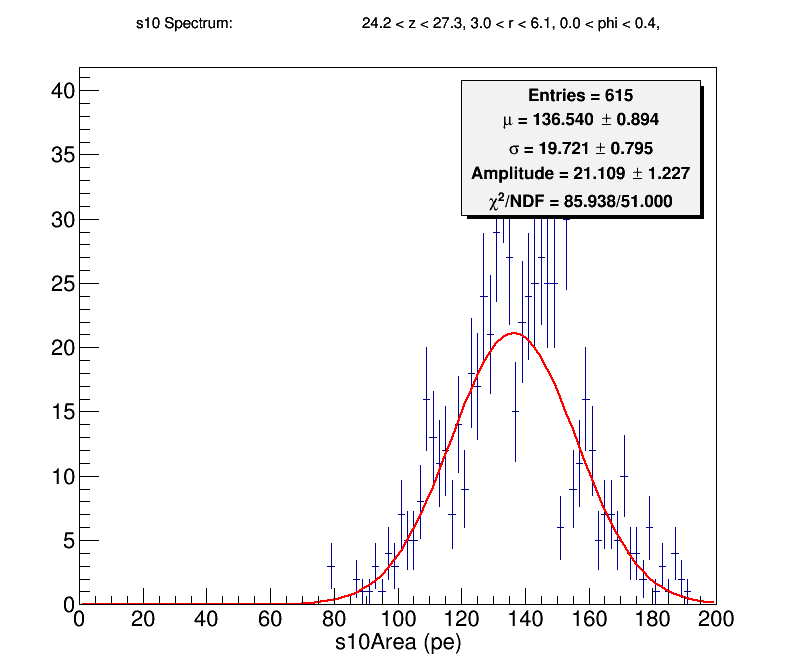 s10 Spectrum: 24.2 < z < 27.3, 3.0 < r < 6.1, 0.0 < phi < 0.4,
Entries = 615
μ = 136.540 ± 0.894
σ = 19.721 ± 0.795
Amplitude = 21.109 ± 1.227
χ²/NDF = 85.938/51.000
40
35
30
25
20
15
10
5
0
0 20 40 60 80 100 120 140 160 180 200
s10Area (pe)